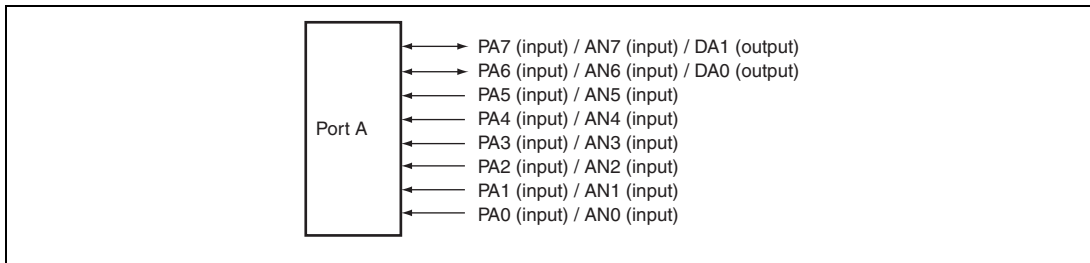 Port A
PA7 (input) / AN7 (input) / DA1 (output)
PA6 (input) / AN6 (input) / DA0 (output)
PA5 (input) / AN5 (input)
PA4 (input) / AN4 (input)
PA3 (input) / AN3 (input)
PA2 (input) / AN2 (input)
PA1 (input) / AN1 (input)
PA0 (input) / AN0 (input)